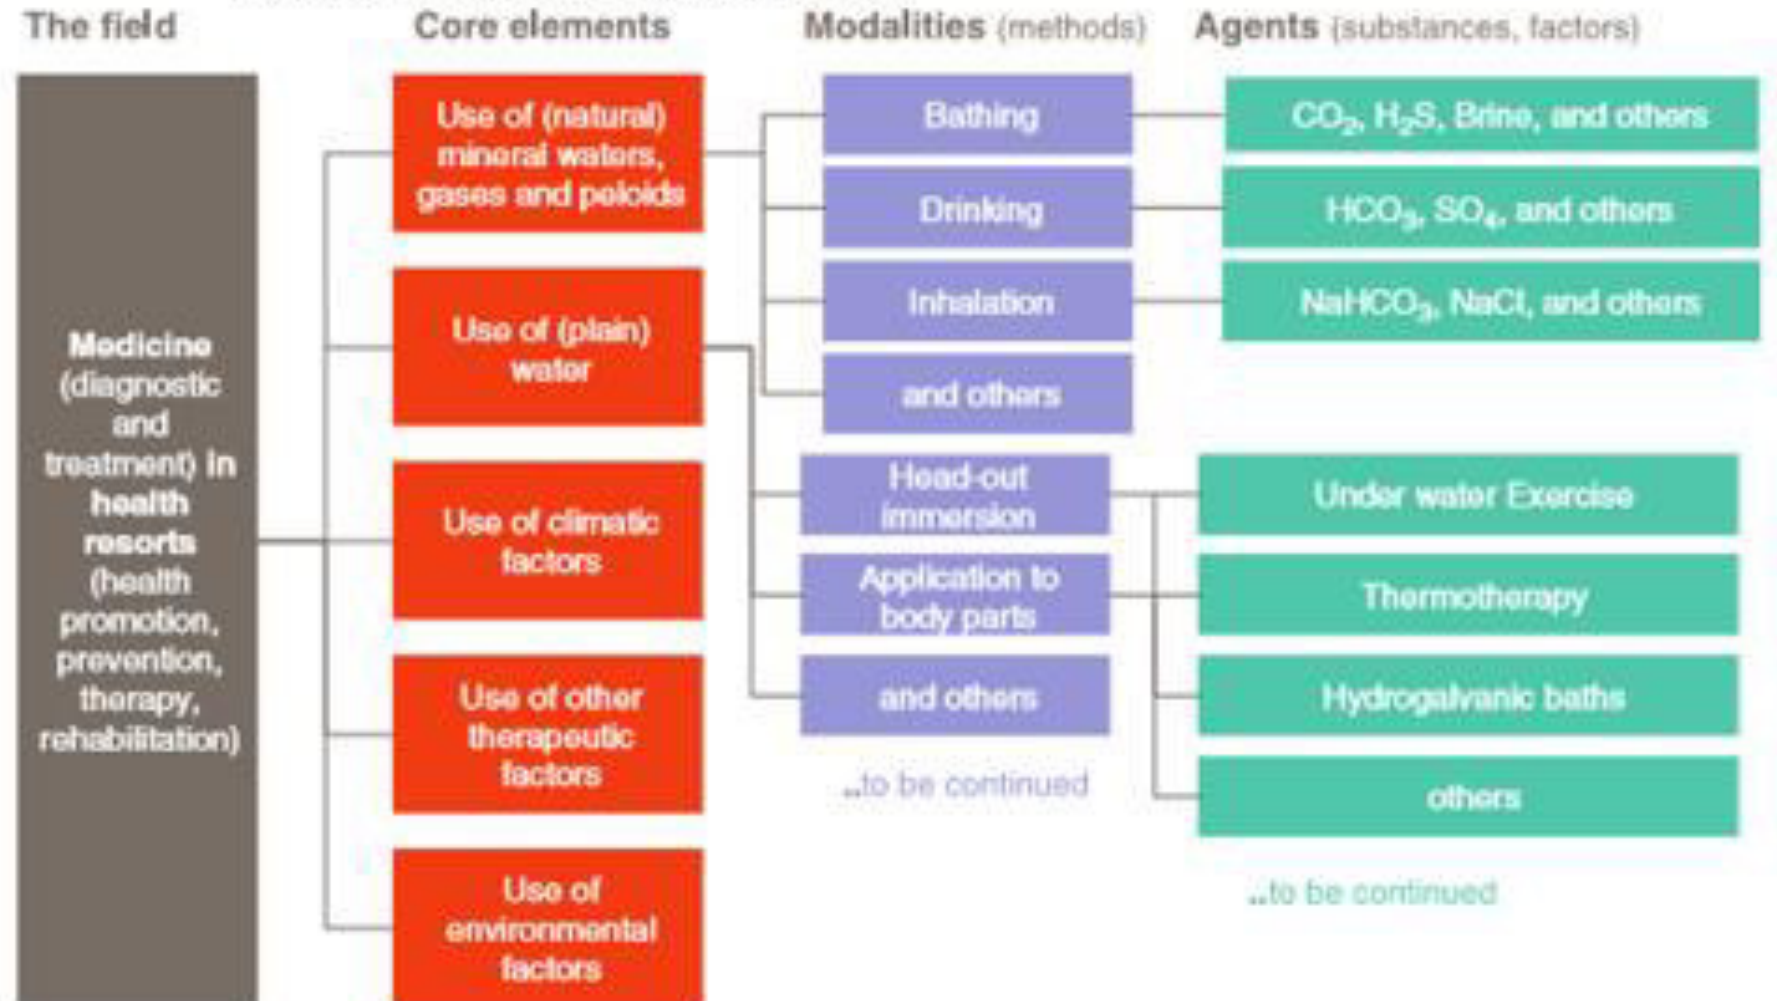 The field
Core elements
Modalities (methods)
Agents (substances, factors)
Medicine
(diagnostic
and
treatment) in
health
resorts
(health
promotion,
prevention,
therapy,
rehabilitation)
Use of (natural)
mineral waters,
gases and peloids
Use of (plain)
water
Use of climatic
factors
Use of other
therapeutic
factors
Use of
environmental
factors
Bathing
Drinking
Inhalation
and others
Head-out
immersion
Application to
body parts
and others
..to be continued
CO₂, H₂S, Brine, and others
HCO₃, SO₄, and others
NaHCO₃, NaCl, and others
Under water Exercise
Thermotherapy
Hydrogalvanic baths
others
..to be continued